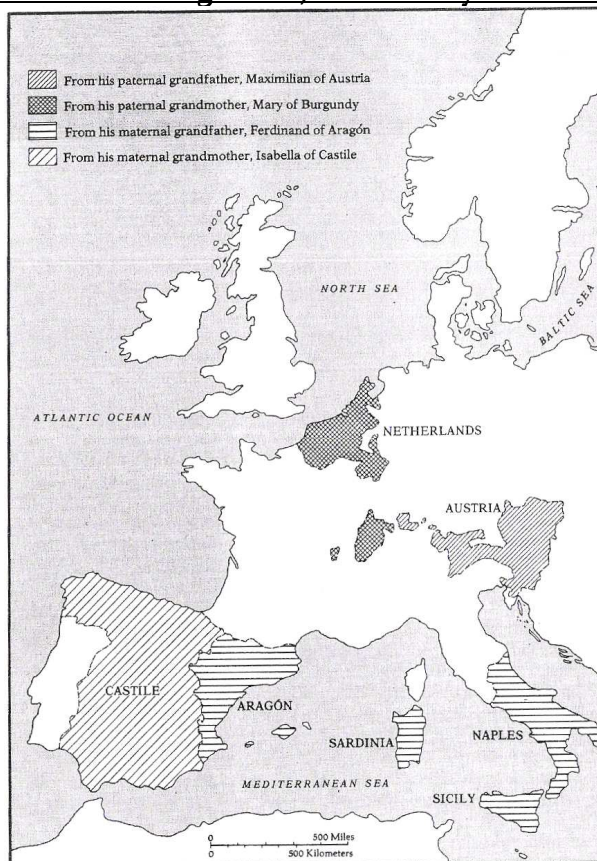 From his paternal grandfather, Maximilian of Austria
From his paternal grandmother, Mary of Burgundy
From his maternal grandfather, Ferdinand of Aragón
From his maternal grandmother, Isabella of Castile
NORTH SEA
BALTIC SEA
ATLANTIC OCEAN
NETHERLANDS
AUSTRIA
CASTILE
ARAGÓN
SARDINIA
NAPLES
MEDITERRANEAN SEA
SICILY
0 500 Miles
0 500 Kilometers